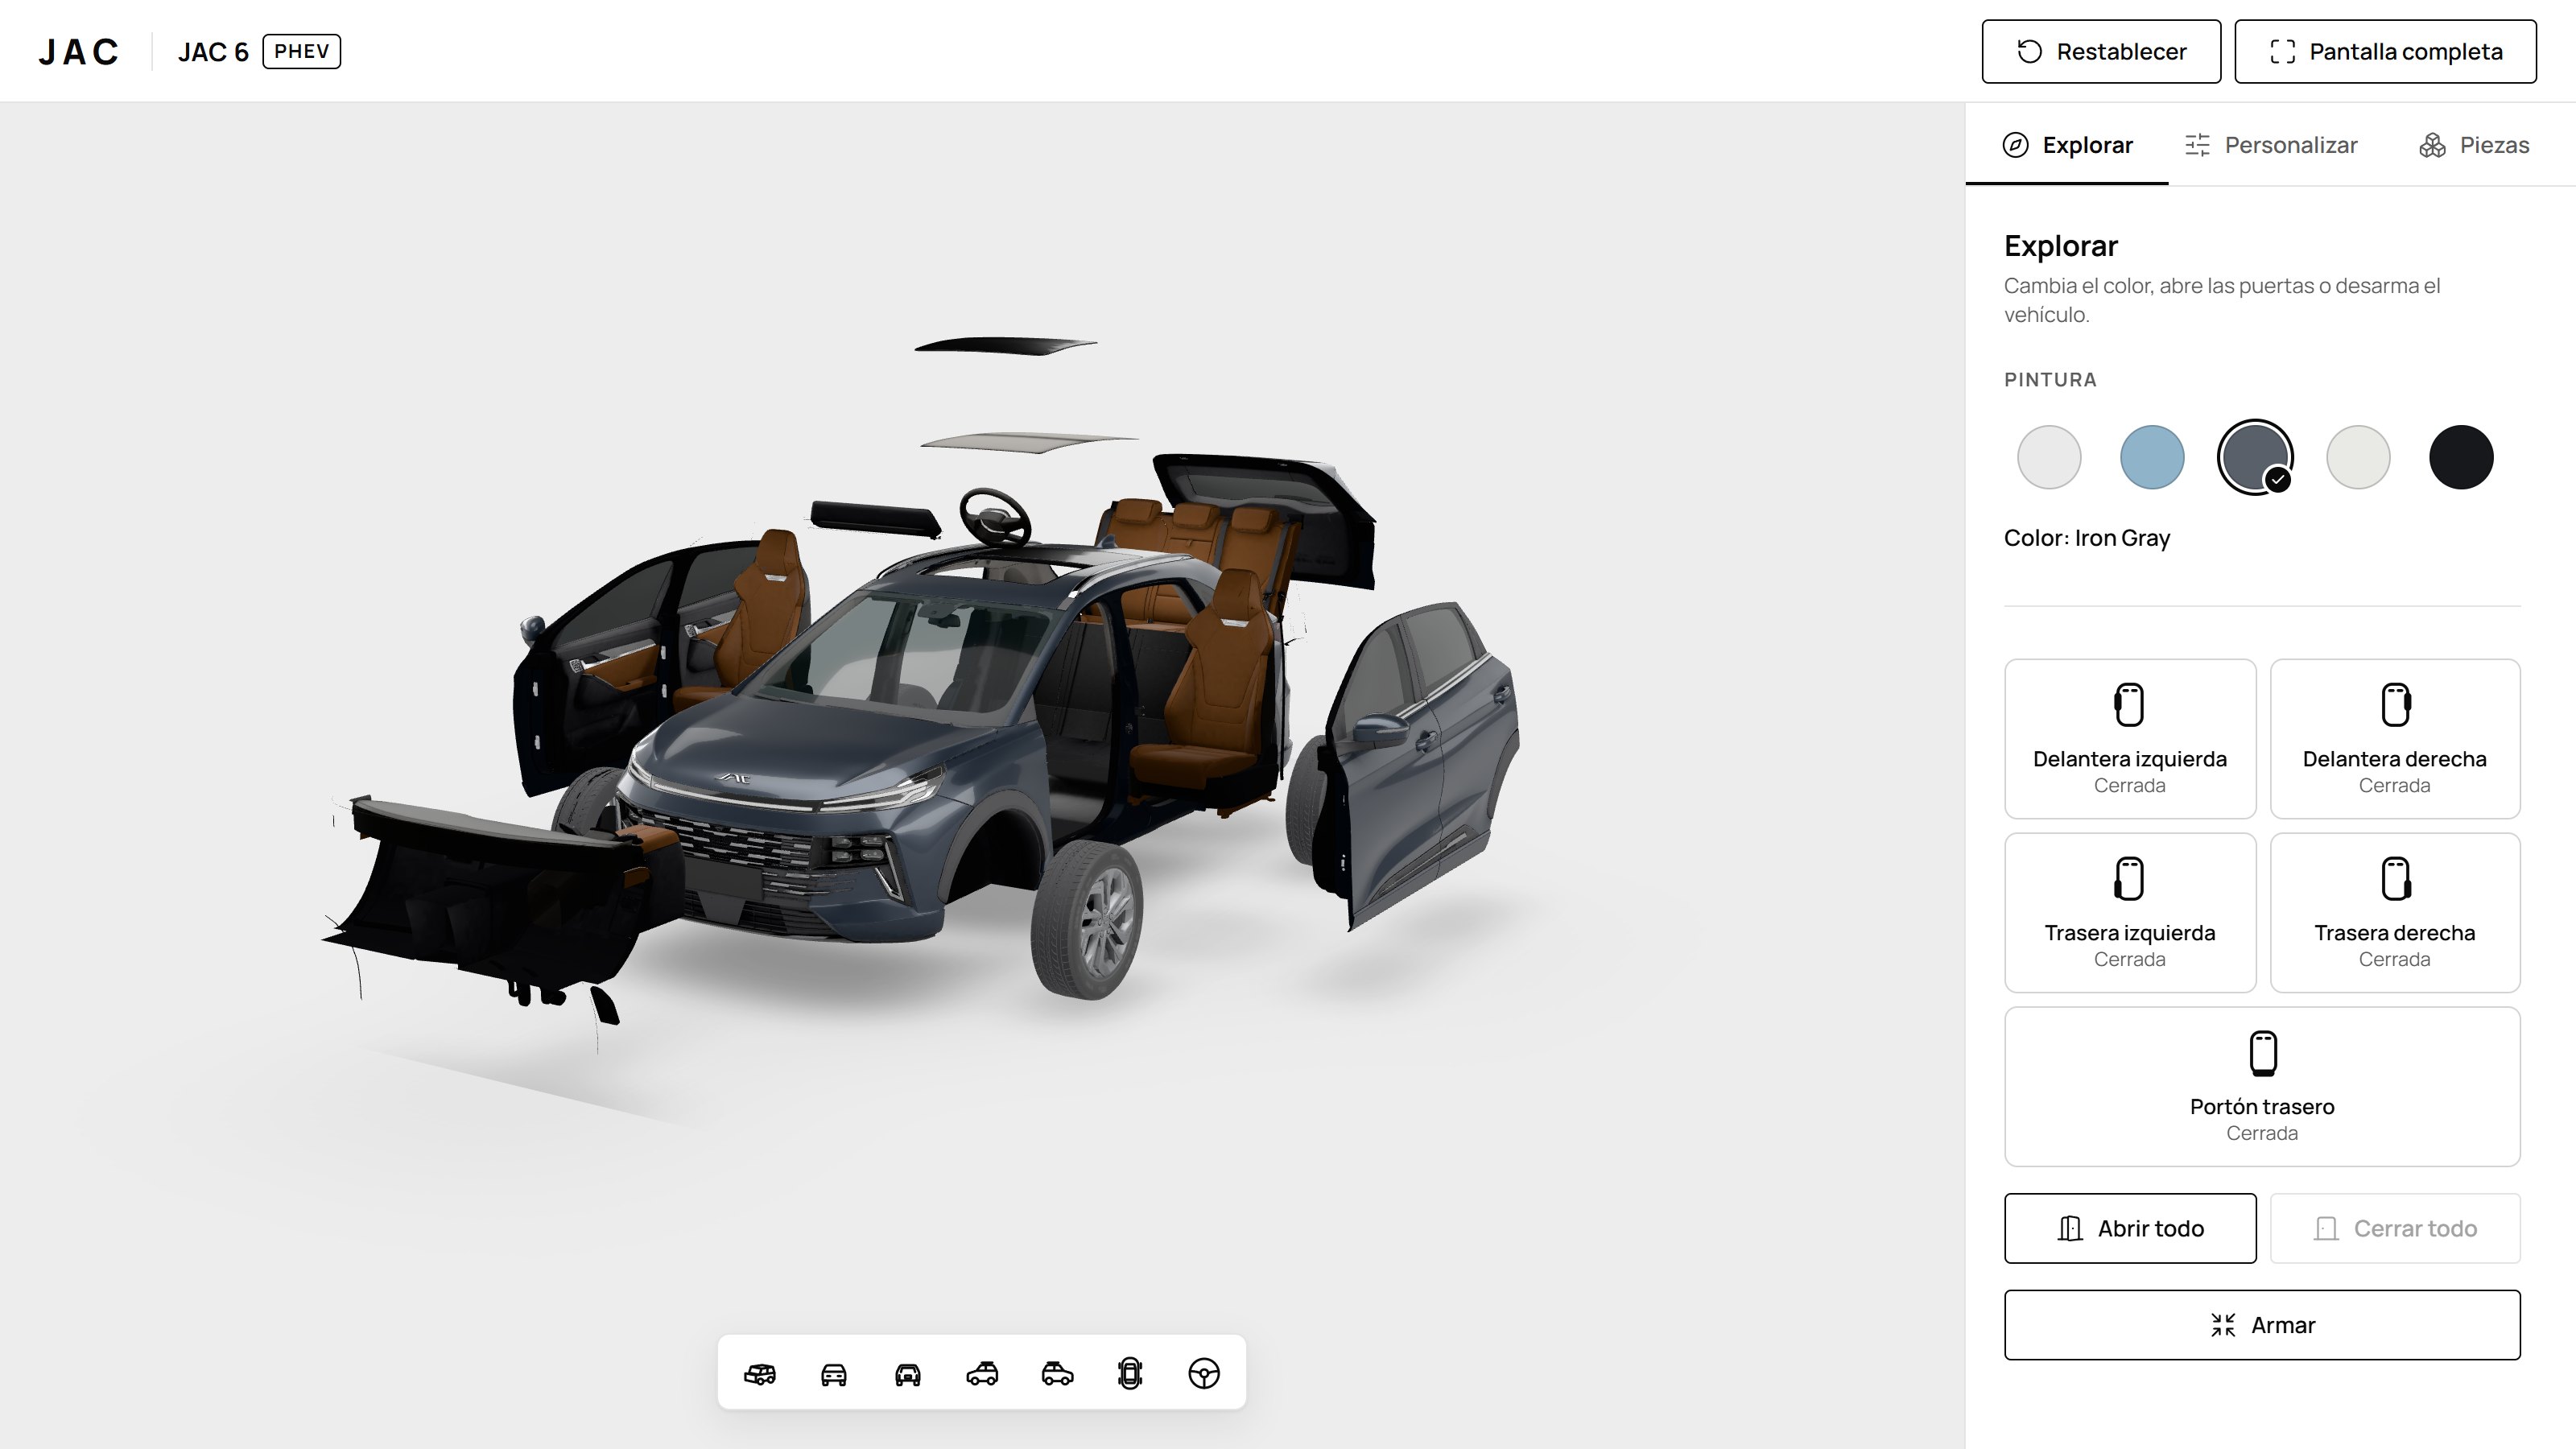 JAC
JAC 6 PHEV
Restablecer
Pantalla completa
Explorar
Personalizar
Piezas
Explorar
Cambia el color, abre las puertas o desarma el
vehículo.
PINTURA
Color: Iron Gray
Delantera izquierda
Cerrada
Delantera derecha
Cerrada
Trasera izquierda
Cerrada
Trasera derecha
Cerrada
Portón trasero
Cerrada
Abrir todo
Cerrar todo
Armar
JAC